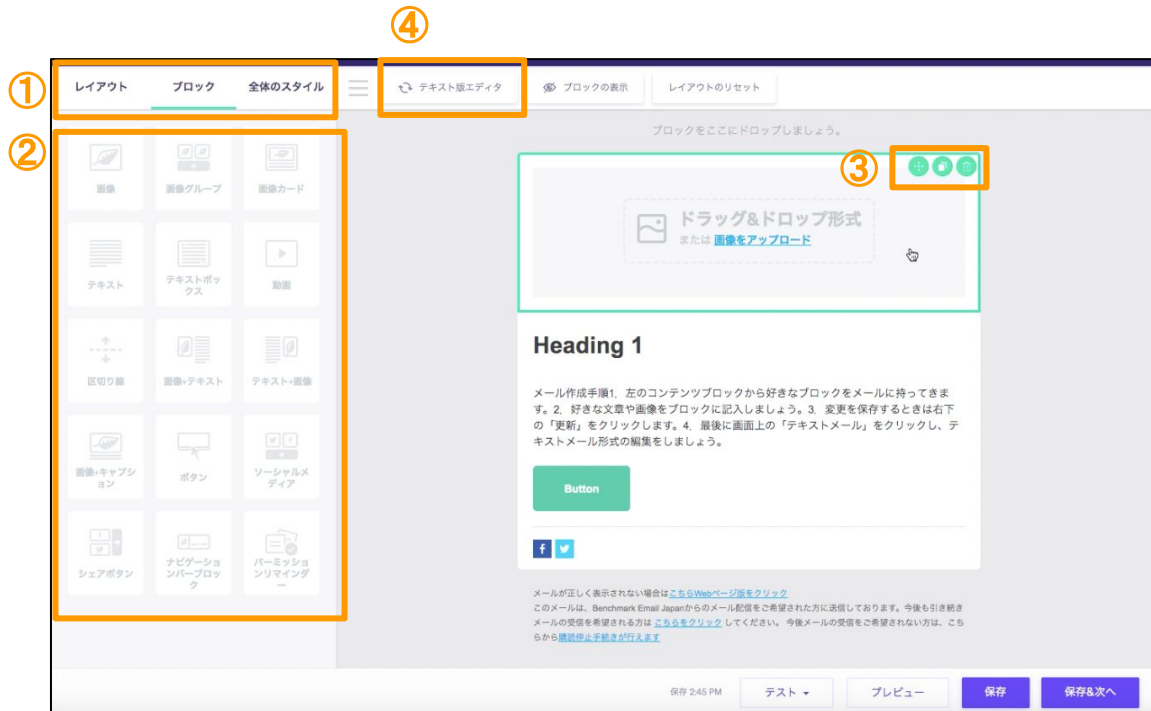 ④
①
レイアウト ブロック 全体のスタイル
テキスト版エディタ ブロックの表示 レイアウトのリセット
②
ブロックをここにドロップしましょう。
③
画像 画像グループ 画像カード
ドラッグ&ドロップ形式
または 画像をアップロード
テキスト テキストボッ
クス 動画
区切り線 画像+テキスト テキスト+画像
Heading 1
メール作成手順1、左のコンテンツブロックから好きなブロックをメールに持ってきま
す。2、好きな文章や画像をブロックに記入しましょう。3、変更を保存するときは右下
の「更新」をクリックします。4、最後に画面上の「テキストメール」をクリックし、テ
キストメール形式の編集をしましょう。
画像+キャプシ
ョン ボタン ソーシャルメ
ディア
Button
シェアボタン ナビゲーショ
ンバーブロッ
ク パーミッショ
ンリマインダ
ー
f
メールが正しく表示されない場合はこちらWebページ版をクリック
このメールは、Benchmark Email Japanからのメール配信をご希望された方に送信しております。今後も引き続き
メールの受信を希望される方は こちらをクリック してください。 今後メールの受信をご希望されない方は、こち
らから購読停止手続きが行えます
保存 2:45 PM テスト プレビュー 保存 保存&次へ